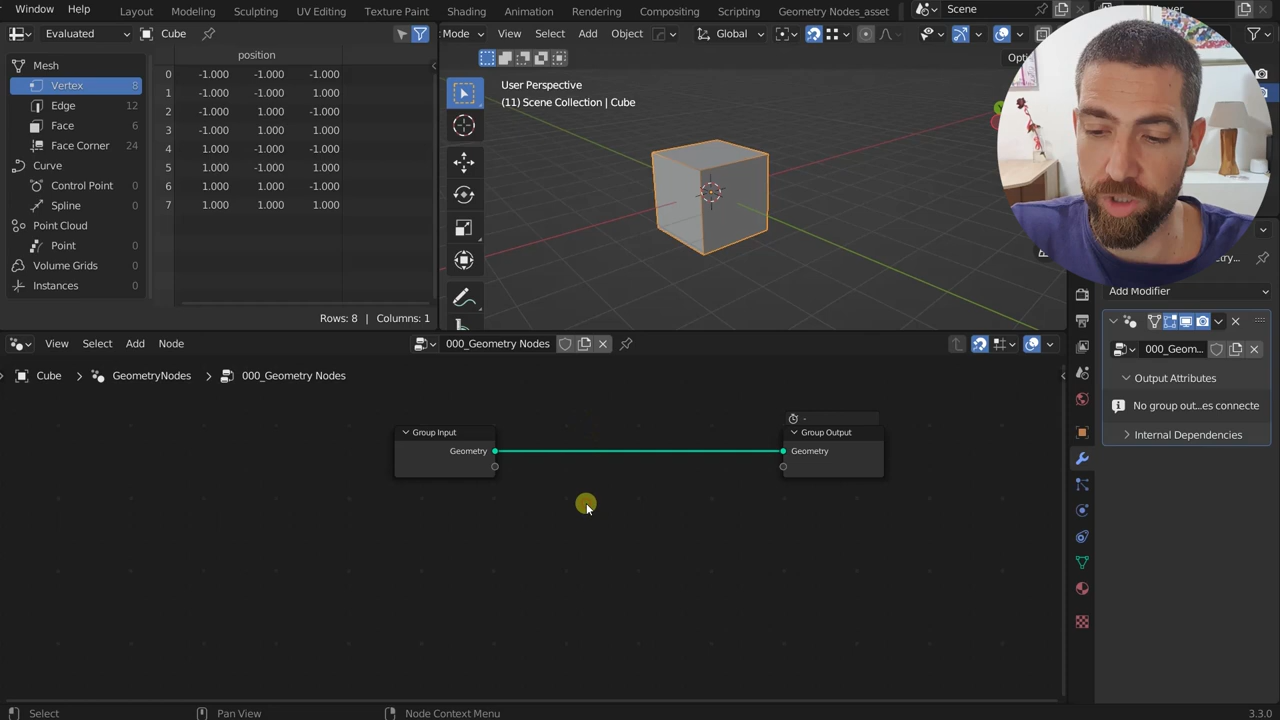 Window Help Layout Modeling Sculpting UV Editing Texture Paint Shading Animation Rendering Compositing Scripting Geometry Nodes_asset Scene
Evaluated Cube
Object View Select Add Object Global
position
Mesh
Vertex 8
Edge 12
Face 6
Face Corner 24
Curve
Control Point 0
Spline 0
Point Cloud
Point 0
Volume Grids 0
Instances 0
0 -1.000 -1.000 -1.000
1 -1.000 -1.000 1.000
2 -1.000 1.000 -1.000
3 -1.000 1.000 1.000
4 1.000 -1.000 -1.000
5 1.000 -1.000 1.000
6 1.000 1.000 -1.000
7 1.000 1.000 1.000
Rows: 8 | Columns: 1
User Perspective
(11) Scene Collection | Cube
Add Modifier
000_Geom...
Output Attributes
No group out...es connecte
Internal Dependencies
View Select Add Node 000_Geometry Nodes
Cube GeometryNodes 000_Geometry Nodes
Group Input
Geometry
Group Output
Geometry
Select Pan View Node Context Menu 3.3.0